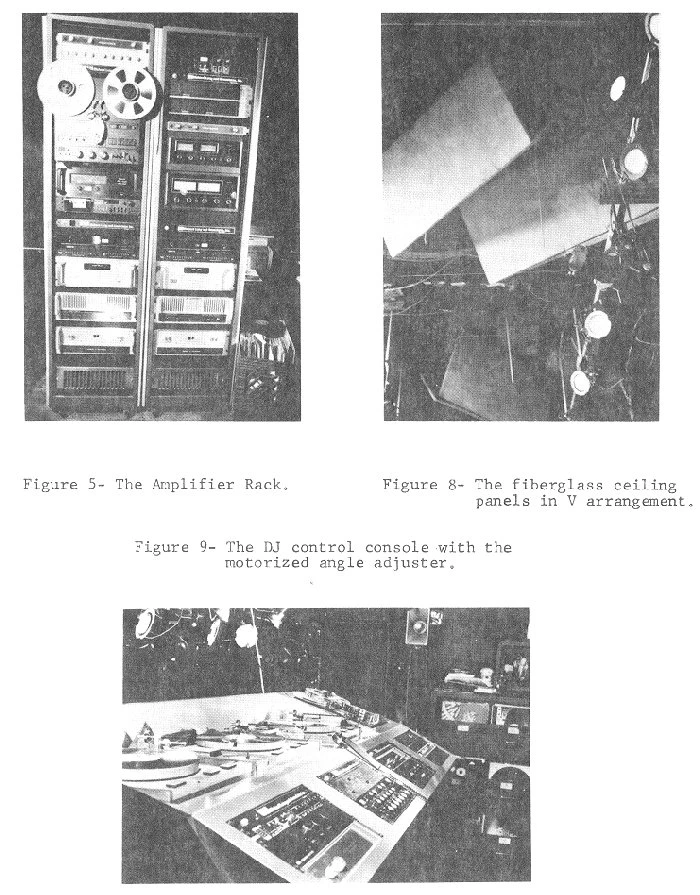 Figure 5- The Amplifier Rack.
Figure 8- The fiberglass ceiling
panels in V arrangement.
Figure 9- The DJ control console with the
motorized angle adjuster.